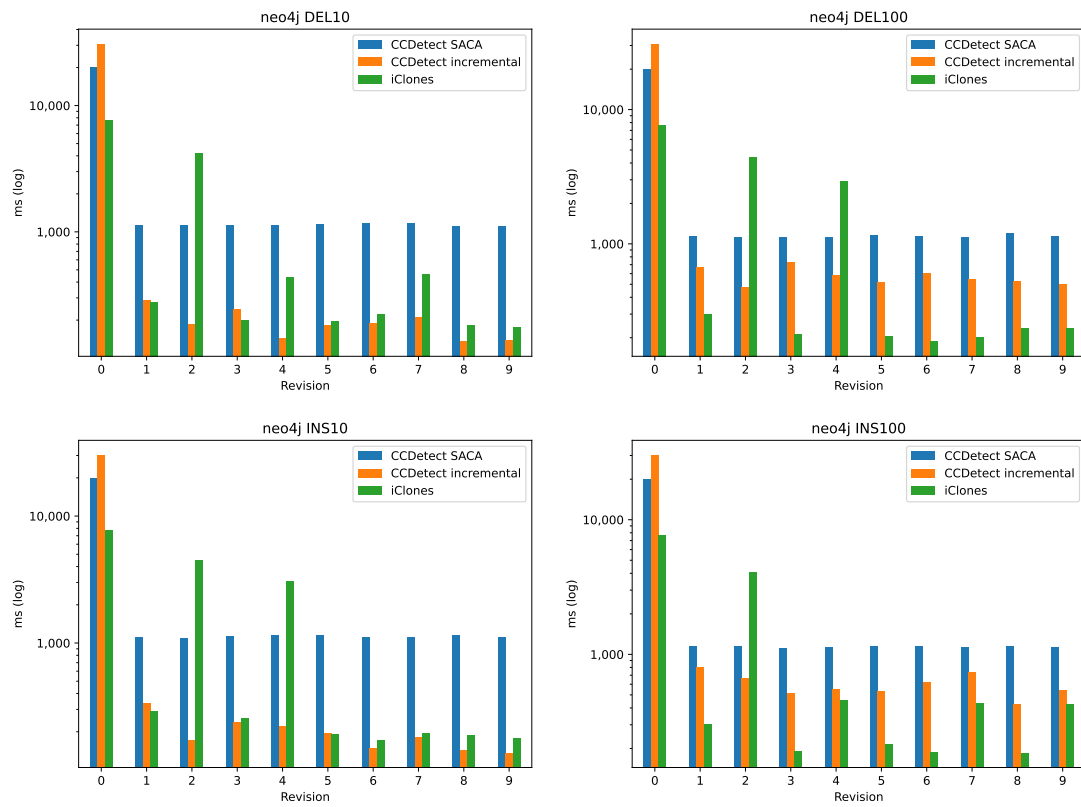 neo4j DEL10
CCDetect SACA
CCDetect incremental
iClones
10,000
1,000
ms (log)
0 1 2 3 4 5 6 7 8 9
Revision
neo4j DEL100
CCDetect SACA
CCDetect incremental
iClones
10,000
1,000
ms (log)
0 1 2 3 4 5 6 7 8 9
Revision
neo4j INS10
CCDetect SACA
CCDetect incremental
iClones
10,000
1,000
ms (log)
0 1 2 3 4 5 6 7 8 9
Revision
neo4j INS100
CCDetect SACA
CCDetect incremental
iClones
10,000
1,000
ms (log)
0 1 2 3 4 5 6 7 8 9
Revision